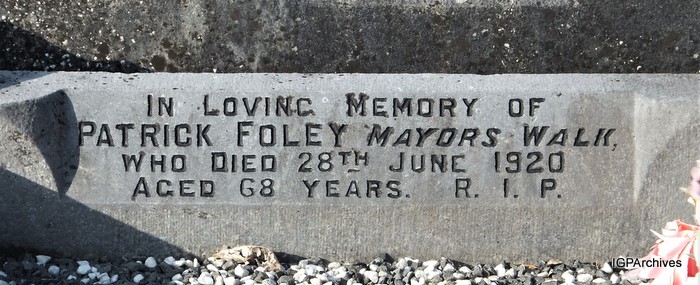 In Loving Memory of
PATRICK FOLEY MAYORS WALK,
WHO DIED 28TH JUNE 1920
AGED 68 YEARS. R. I. P.
IGPArchives